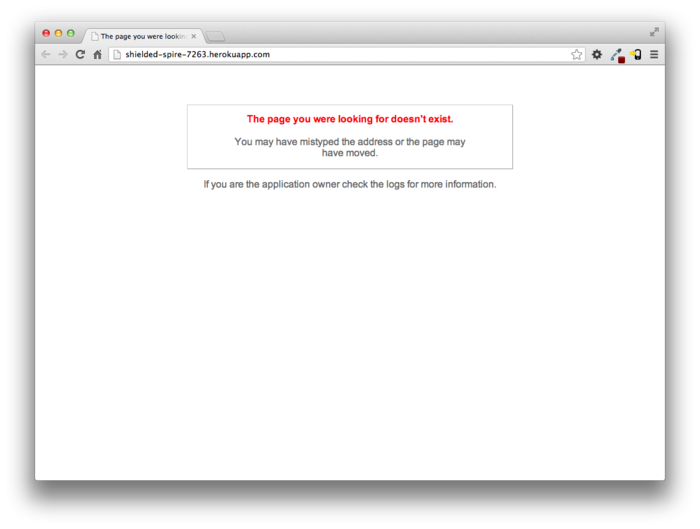 The page you were looking
shielded-spire-7263.herokuapp.com
The page you were looking for doesn't exist.
You may have mistyped the address or the page may
have moved.
If you are the application owner check the logs for more information.